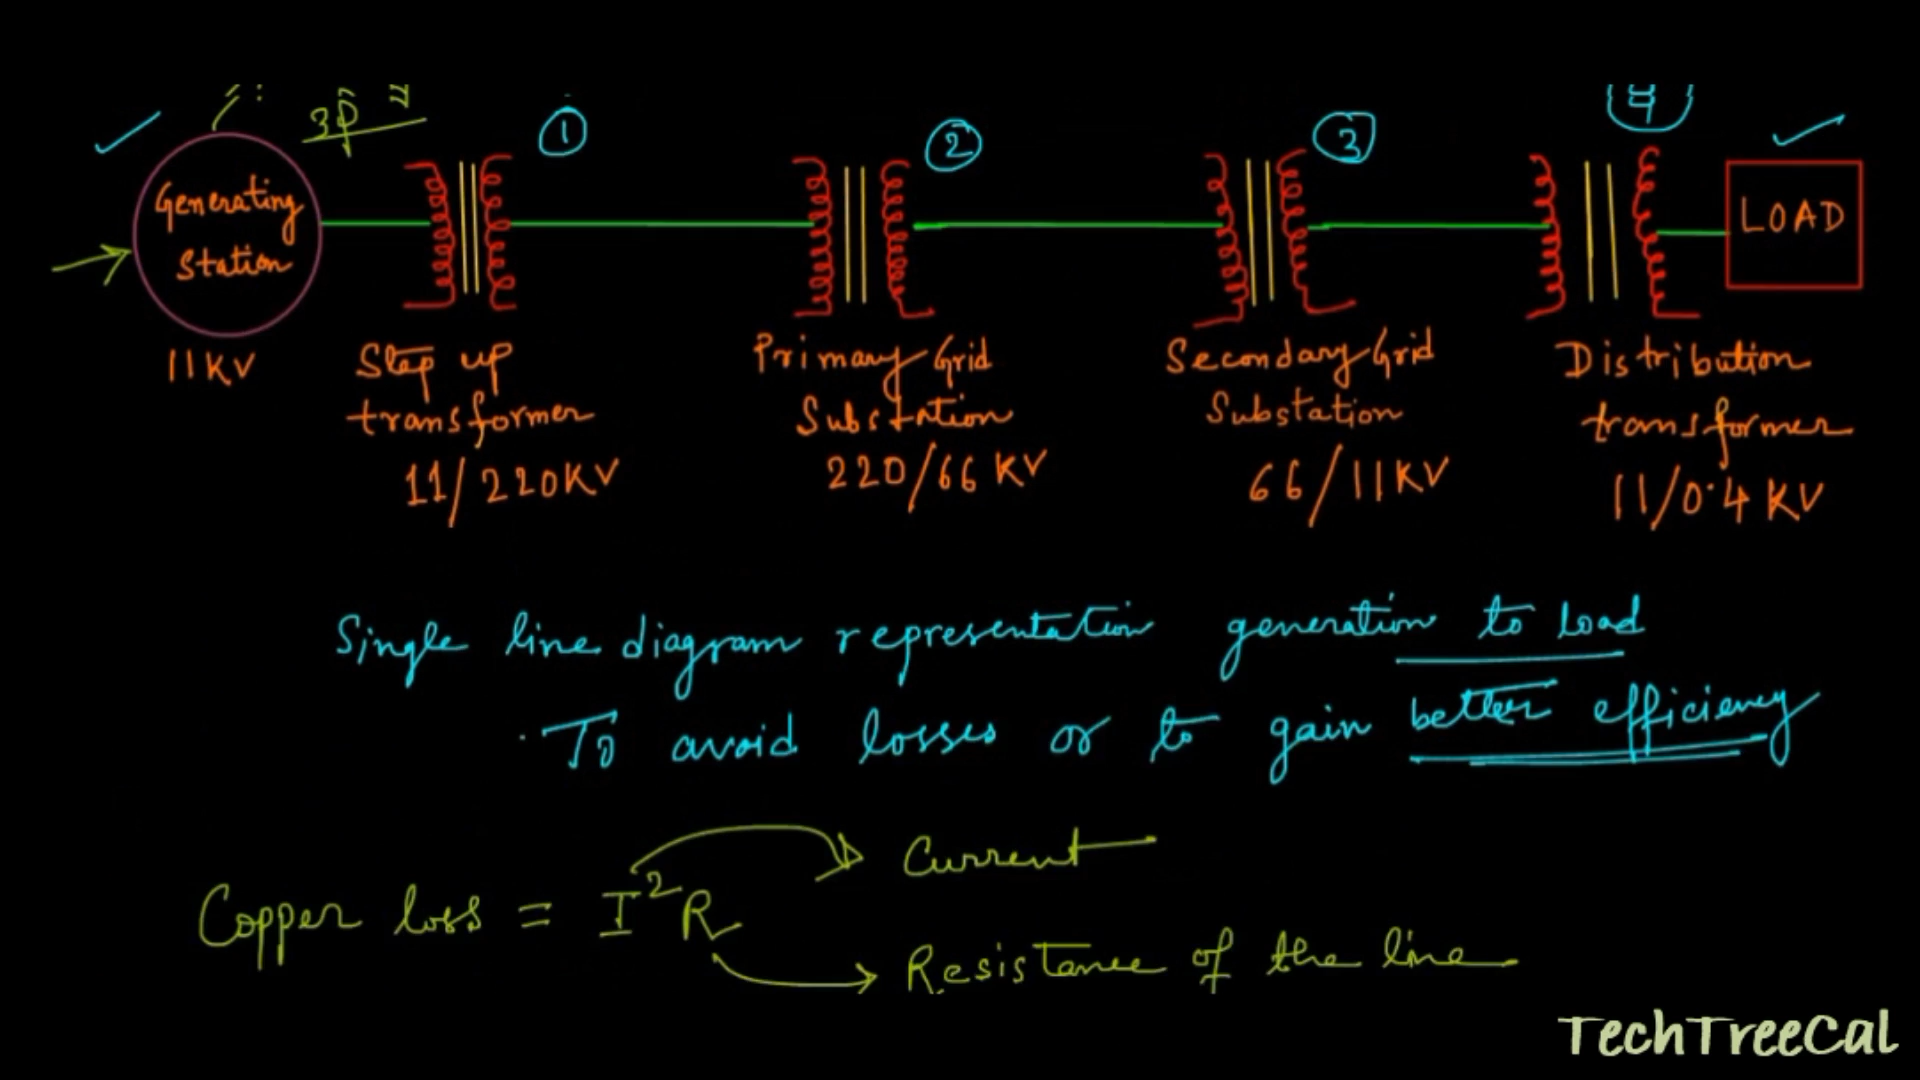 3φ
1
2
3
4
Generating
Station
LOAD
11KV
Step up
transformer
11/220KV
Primary Grid
Substation
220/66 KV
Secondary Grid
Substation
66/11KV
Distribution
transformer
11/0.4 KV
Single line diagram representation generation to load
To avoid losses or to gain better efficiency
Copper loss = I²R
Current
Resistance of the line
TechTreeCal